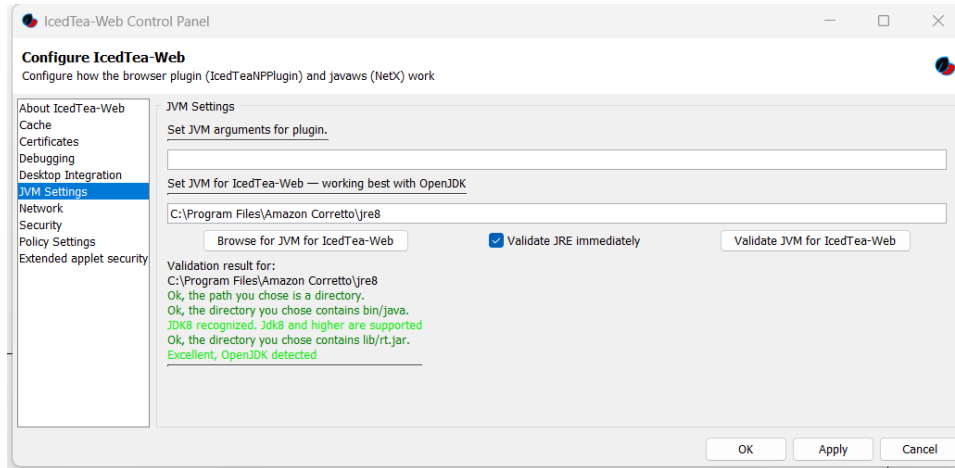 IcedTea-Web Control Panel
Configure IcedTea-Web
Configure how the browser plugin (IcedTeaNPPlugin) and javaws (NetX) work
About IcedTea-Web
Cache
Certificates
Debugging
Desktop Integration
JVM Settings
Network
Security
Policy Settings
Extended applet security
JVM Settings
Set JVM arguments for plugin.
Set JVM for IcedTea-Web — working best with OpenJDK
C:\Program Files\Amazon Corretto\jre8
Browse for JVM for IcedTea-Web
Validate JRE immediately
Validate JVM for IcedTea-Web
Validation result for:
C:\Program Files\Amazon Corretto\jre8
Ok, the path you chose is a directory.
Ok, the directory you chose contains bin/java.
JDK8 recognized. Jdk8 and higher are supported
Ok, the directory you chose contains lib/rt.jar.
Excellent, OpenJDK detected
OK
Apply
Cancel